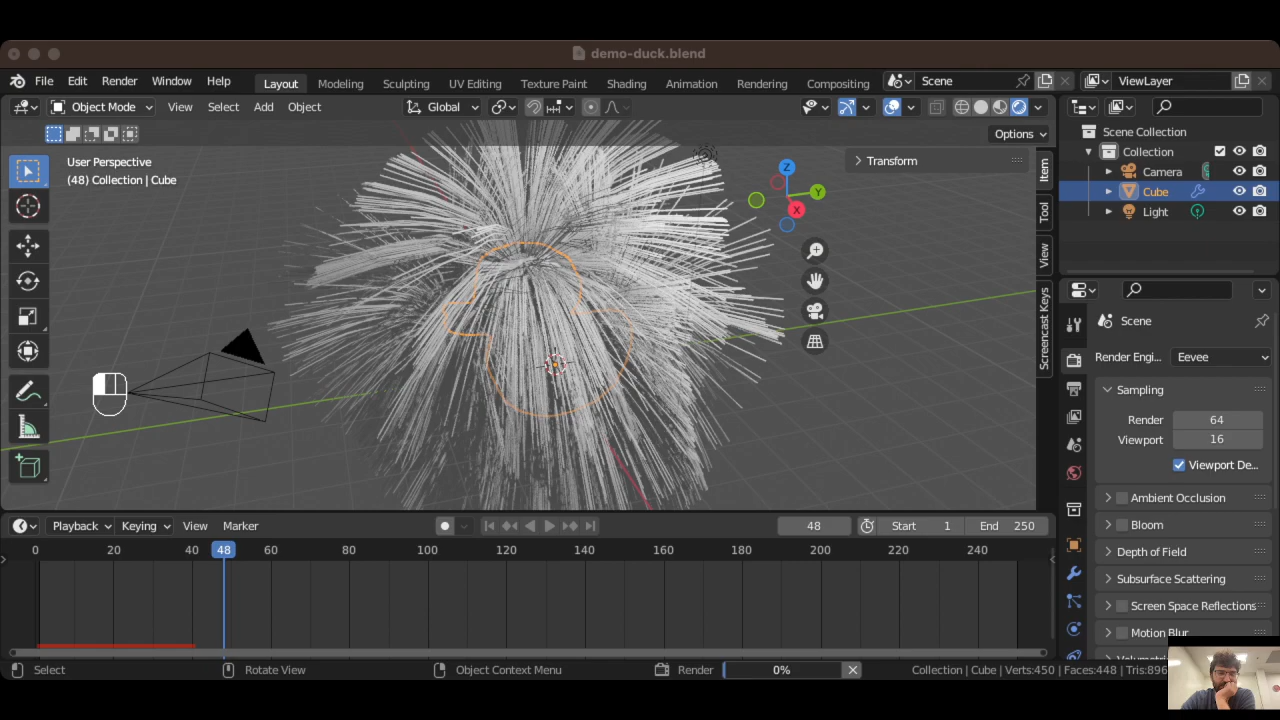 demo-duck.blend
File Edit Render Window Help Layout Modeling Sculpting UV Editing Texture Paint Shading Animation Rendering Compositing Scene ViewLayer
Object Mode View Select Add Object Global
Options
User Perspective
(48) Collection | Cube
Transform
Z
Y
X
Item
Tool
View
Screencast Keys
Scene Collection
Collection
Camera
Cube
Light
Scene
Render Engi... Eevee
Sampling
Render 64
Viewport 16
Viewport De...
Ambient Occlusion
Bloom
Depth of Field
Subsurface Scattering
Screen Space Reflections
Motion Blur
Playback Keying View Marker 48 Start 1 End 250
0 20 40 48 60 80 100 120 140 160 180 200 220 240
Select Rotate View Object Context Menu Render 0% Collection | Cube | Verts:450 | Faces:448 | Tris:896